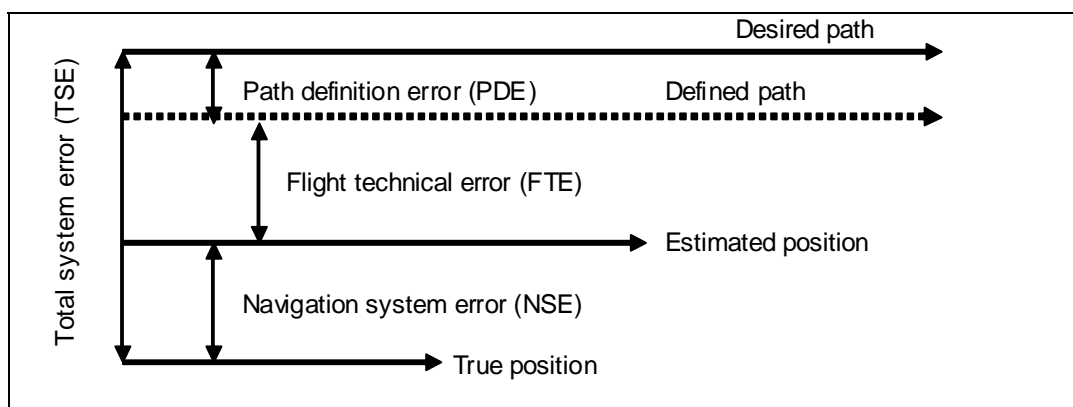 Desired path
Path definition error (PDE)
Defined path
Flight technical error (FTE)
Estimated position
Navigation system error (NSE)
True position
Total system error (TSE)